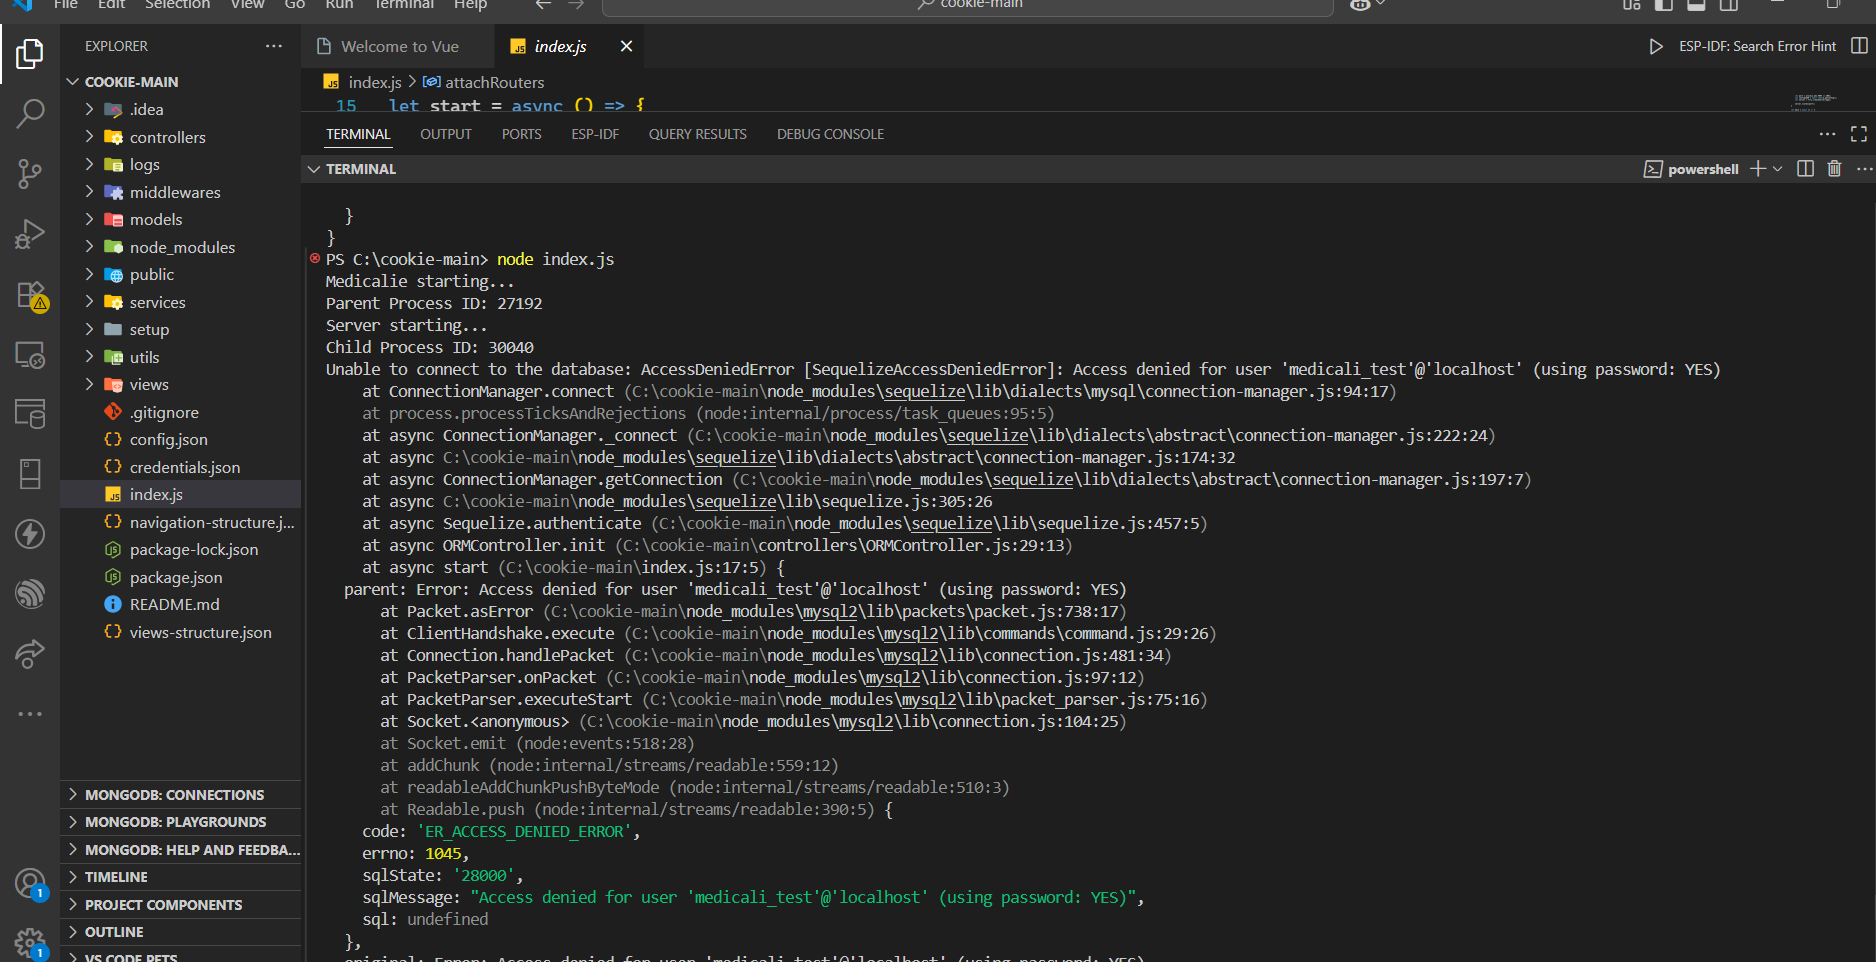 File Edit Selection View Go Run Terminal Help
cookie-main
EXPLORER
Welcome to Vue
index.js
ESP-IDF: Search Error Hint
COOKIE-MAIN
.idea
controllers
logs
middlewares
models
node_modules
public
services
setup
utils
views
.gitignore
config.json
credentials.json
index.js
navigation-structure.j...
package-lock.json
package.json
README.md
views-structure.json
MONGODB: CONNECTIONS
MONGODB: PLAYGROUNDS
MONGODB: HELP AND FEEDBA...
TIMELINE
PROJECT COMPONENTS
OUTLINE
VS CODE PETS
1
1
index.js > attachRouters
15 let start = async () => {
TERMINAL OUTPUT PORTS ESP-IDF QUERY RESULTS DEBUG CONSOLE
TERMINAL
powershell
}
}
PS C:\cookie-main> node index.js
Medicalie starting...
Parent Process ID: 27192
Server starting...
Child Process ID: 30040
Unable to connect to the database: AccessDeniedError [SequelizeAccessDeniedError]: Access denied for user 'medicali_test'@'localhost' (using password: YES)
at ConnectionManager.connect (C:\cookie-main\node_modules\sequelize\lib\dialects\mysql\connection-manager.js:94:17)
at process.processTicksAndRejections (node:internal/process/task_queues:95:5)
at async ConnectionManager._connect (C:\cookie-main\node_modules\sequelize\lib\dialects\abstract\connection-manager.js:222:24)
at async C:\cookie-main\node_modules\sequelize\lib\dialects\abstract\connection-manager.js:174:32
at async ConnectionManager.getConnection (C:\cookie-main\node_modules\sequelize\lib\dialects\abstract\connection-manager.js:197:7)
at async C:\cookie-main\node_modules\sequelize\lib\sequelize.js:305:26
at async Sequelize.authenticate (C:\cookie-main\node_modules\sequelize\lib\sequelize.js:457:5)
at async ORMController.init (C:\cookie-main\controllers\ORMController.js:29:13)
at async start (C:\cookie-main\index.js:17:5) {
parent: Error: Access denied for user 'medicali_test'@'localhost' (using password: YES)
at Packet.asError (C:\cookie-main\node_modules\mysql2\lib\packets\packet.js:738:17)
at ClientHandshake.execute (C:\cookie-main\node_modules\mysql2\lib\commands\command.js:29:26)
at Connection.handlePacket (C:\cookie-main\node_modules\mysql2\lib\connection.js:481:34)
at PacketParser.onPacket (C:\cookie-main\node_modules\mysql2\lib\connection.js:97:12)
at PacketParser.executeStart (C:\cookie-main\node_modules\mysql2\lib\packet_parser.js:75:16)
at Socket.<anonymous> (C:\cookie-main\node_modules\mysql2\lib\connection.js:104:25)
at Socket.emit (node:events:518:28)
at addChunk (node:internal/streams/readable:559:12)
at readableAddChunkPushByteMode (node:internal/streams/readable:510:3)
at Readable.push (node:internal/streams/readable:390:5) {
code: 'ER_ACCESS_DENIED_ERROR',
errno: 1045,
sqlState: '28000',
sqlMessage: "Access denied for user 'medicali_test'@'localhost' (using password: YES)",
sql: undefined
},
original: Error: Access denied for user 'medicali_test'@'localhost' (using password: YES)